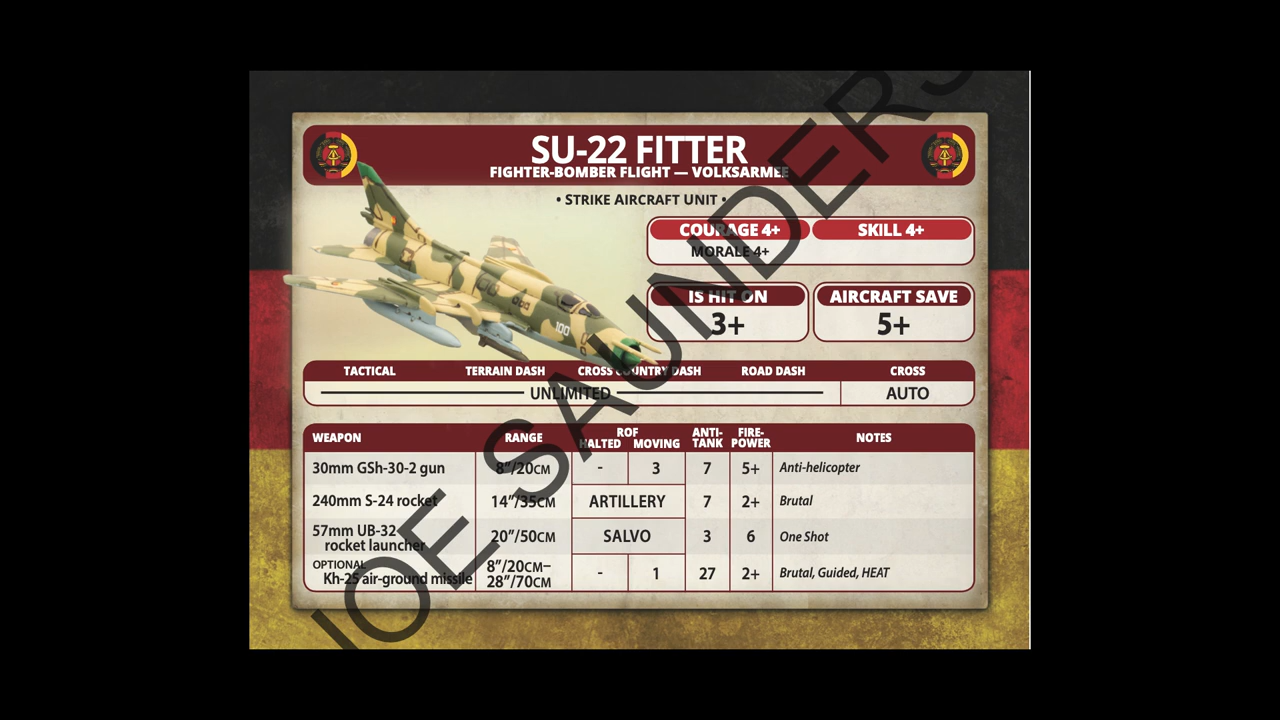 SU-22 FITTER
FIGHTER-BOMBER FLIGHT — VOLKSARMEE
• STRIKE AIRCRAFT UNIT •
COURAGE 4+ SKILL 4+
MORALE 4+
IS HIT ON AIRCRAFT SAVE
3+ 5+
100
TACTICAL TERRAIN DASH CROSS COUNTRY DASH ROAD DASH CROSS
UNLIMITED AUTO
WEAPON RANGE ROF HALTED MOVING ANTI-TANK FIRE-POWER NOTES
30mm GSh-30-2 gun 8”/20CM - 3 7 5+ Anti-helicopter
240mm S-24 rocket 14”/35CM ARTILLERY 7 2+ Brutal
57mm UB-32
rocket launcher 20”/50CM SALVO 3 6 One Shot
OPTIONAL
Kh-25 air-ground missile 8”/20CM–28”/70CM - 1 27 2+ Brutal, Guided, HEAT
JOE SAUNDERS